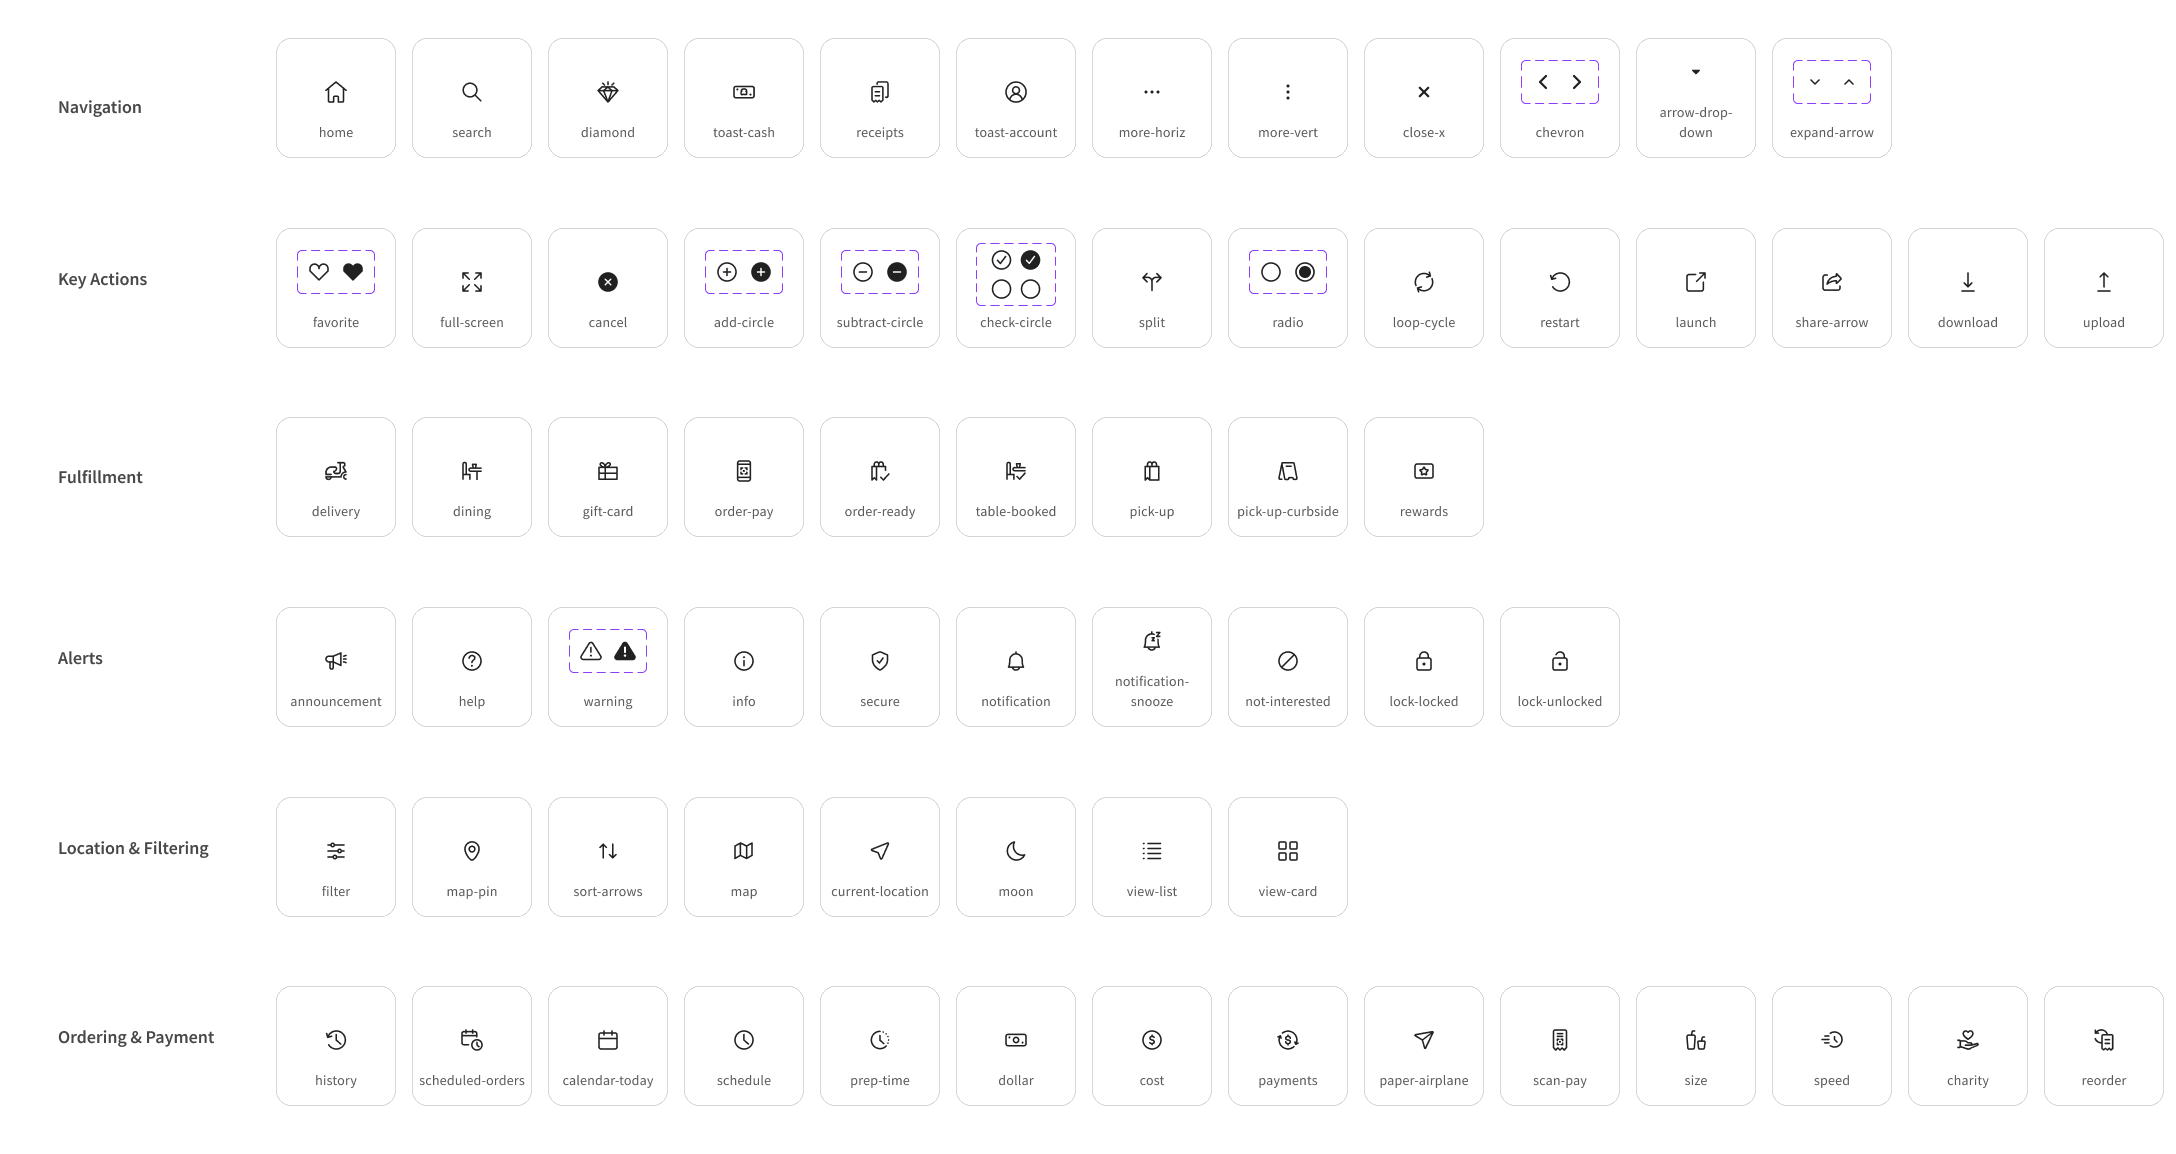 Navigation
home
search
diamond
toast-cash
receipts
toast-account
more-horiz
more-vert
close-x
chevron
arrow-drop-
down
expand-arrow
Key Actions
favorite
full-screen
cancel
add-circle
subtract-circle
check-circle
split
radio
loop-cycle
restart
launch
share-arrow
download
upload
Fulfillment
delivery
dining
gift-card
order-pay
order-ready
table-booked
pick-up
pick-up-curbside
rewards
Alerts
announcement
help
warning
info
secure
notification
notification-
snooze
not-interested
lock-locked
lock-unlocked
Location & Filtering
filter
map-pin
sort-arrows
map
current-location
moon
view-list
view-card
Ordering & Payment
history
scheduled-orders
calendar-today
schedule
prep-time
dollar
cost
payments
paper-airplane
scan-pay
size
speed
charity
reorder